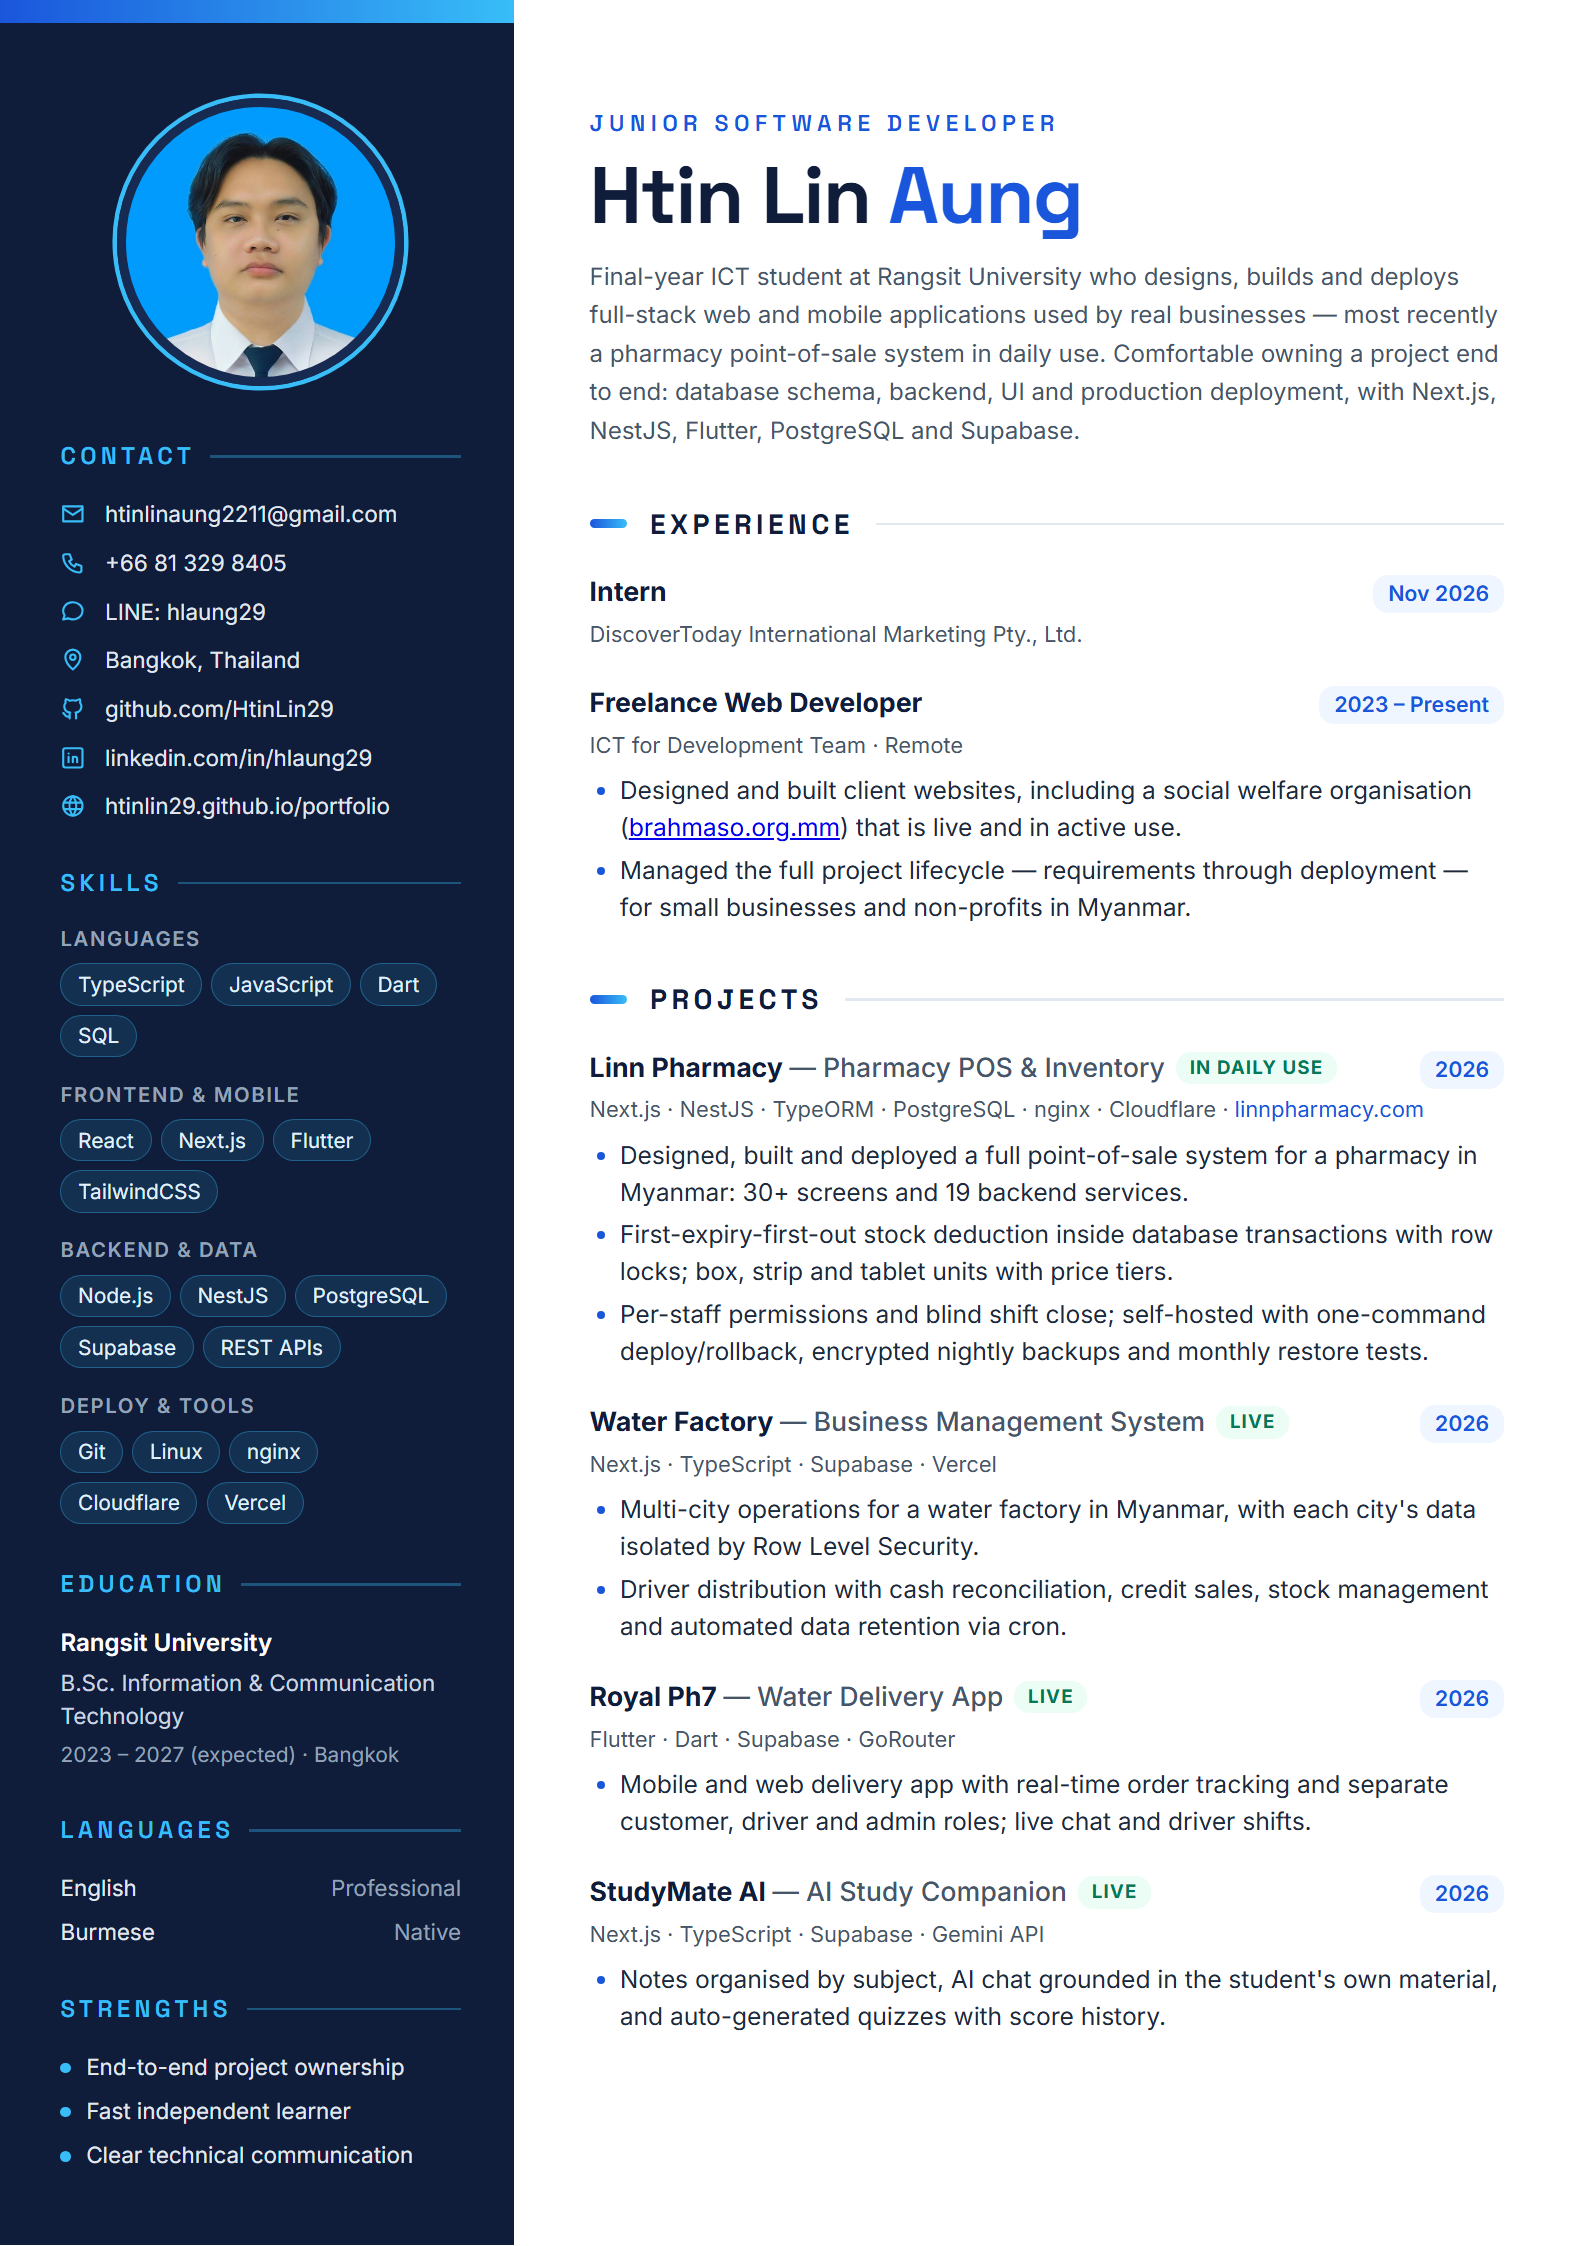 CONTACT
htinlinaung2211@gmail.com
+66 81 329 8405
LINE: hlaung29
Bangkok, Thailand
github.com/HtinLin29
linkedin.com/in/hlaung29
htinlin29.github.io/portfolio
SKILLS
LANGUAGES
TypeScript JavaScript Dart
SQL
FRONTEND & MOBILE
React Next.js Flutter
TailwindCSS
BACKEND & DATA
Node.js NestJS PostgreSQL
Supabase REST APIs
DEPLOY & TOOLS
Git Linux nginx
Cloudflare Vercel
EDUCATION
Rangsit University
B.Sc. Information & Communication
Technology
2023 – 2027 (expected) · Bangkok
LANGUAGES
English Professional
Burmese Native
STRENGTHS
End-to-end project ownership
Fast independent learner
Clear technical communication
JUNIOR SOFTWARE DEVELOPER
Htin Lin Aung
Final-year ICT student at Rangsit University who designs, builds and deploys
full-stack web and mobile applications used by real businesses — most recently
a pharmacy point-of-sale system in daily use. Comfortable owning a project end
to end: database schema, backend, UI and production deployment, with Next.js,
NestJS, Flutter, PostgreSQL and Supabase.
EXPERIENCE
Intern Nov 2026
DiscoverToday International Marketing Pty., Ltd.
Freelance Web Developer 2023 – Present
ICT for Development Team · Remote
• Designed and built client websites, including a social welfare organisation
(brahmaso.org.mm) that is live and in active use.
• Managed the full project lifecycle — requirements through deployment —
for small businesses and non-profits in Myanmar.
PROJECTS
Linn Pharmacy — Pharmacy POS & Inventory IN DAILY USE 2026
Next.js · NestJS · TypeORM · PostgreSQL · nginx · Cloudflare · linnpharmacy.com
• Designed, built and deployed a full point-of-sale system for a pharmacy in
Myanmar: 30+ screens and 19 backend services.
• First-expiry-first-out stock deduction inside database transactions with row
locks; box, strip and tablet units with price tiers.
• Per-staff permissions and blind shift close; self-hosted with one-command
deploy/rollback, encrypted nightly backups and monthly restore tests.
Water Factory — Business Management System LIVE 2026
Next.js · TypeScript · Supabase · Vercel
• Multi-city operations for a water factory in Myanmar, with each city's data
isolated by Row Level Security.
• Driver distribution with cash reconciliation, credit sales, stock management
and automated data retention via cron.
Royal Ph7 — Water Delivery App LIVE 2026
Flutter · Dart · Supabase · GoRouter
• Mobile and web delivery app with real-time order tracking and separate
customer, driver and admin roles; live chat and driver shifts.
StudyMate AI — AI Study Companion LIVE 2026
Next.js · TypeScript · Supabase · Gemini API
• Notes organised by subject, AI chat grounded in the student's own material,
and auto-generated quizzes with score history.